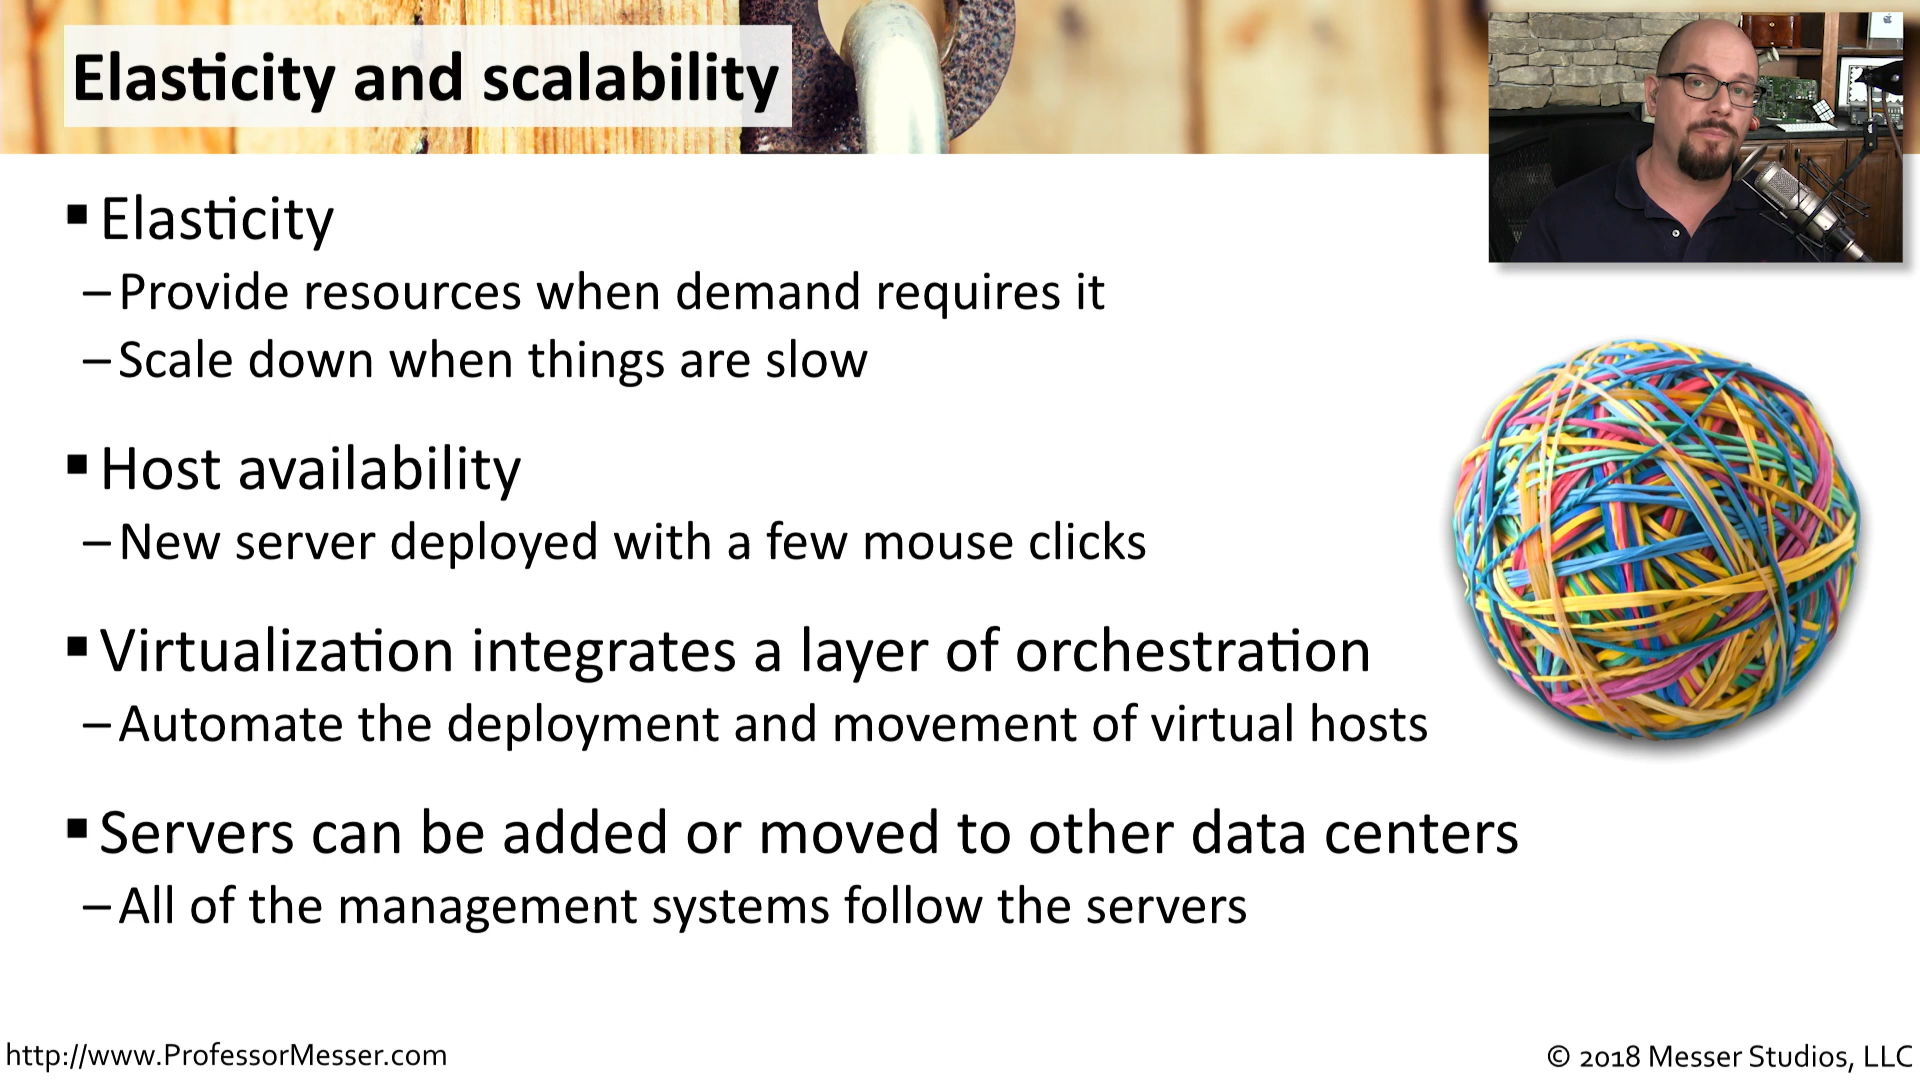 Elasticity and scalability
▪ Elasticity
– Provide resources when demand requires it
– Scale down when things are slow
▪ Host availability
– New server deployed with a few mouse clicks
▪ Virtualization integrates a layer of orchestration
– Automate the deployment and movement of virtual hosts
▪ Servers can be added or moved to other data centers
– All of the management systems follow the servers
http://www.ProfessorMesser.com
© 2018 Messer Studios, LLC